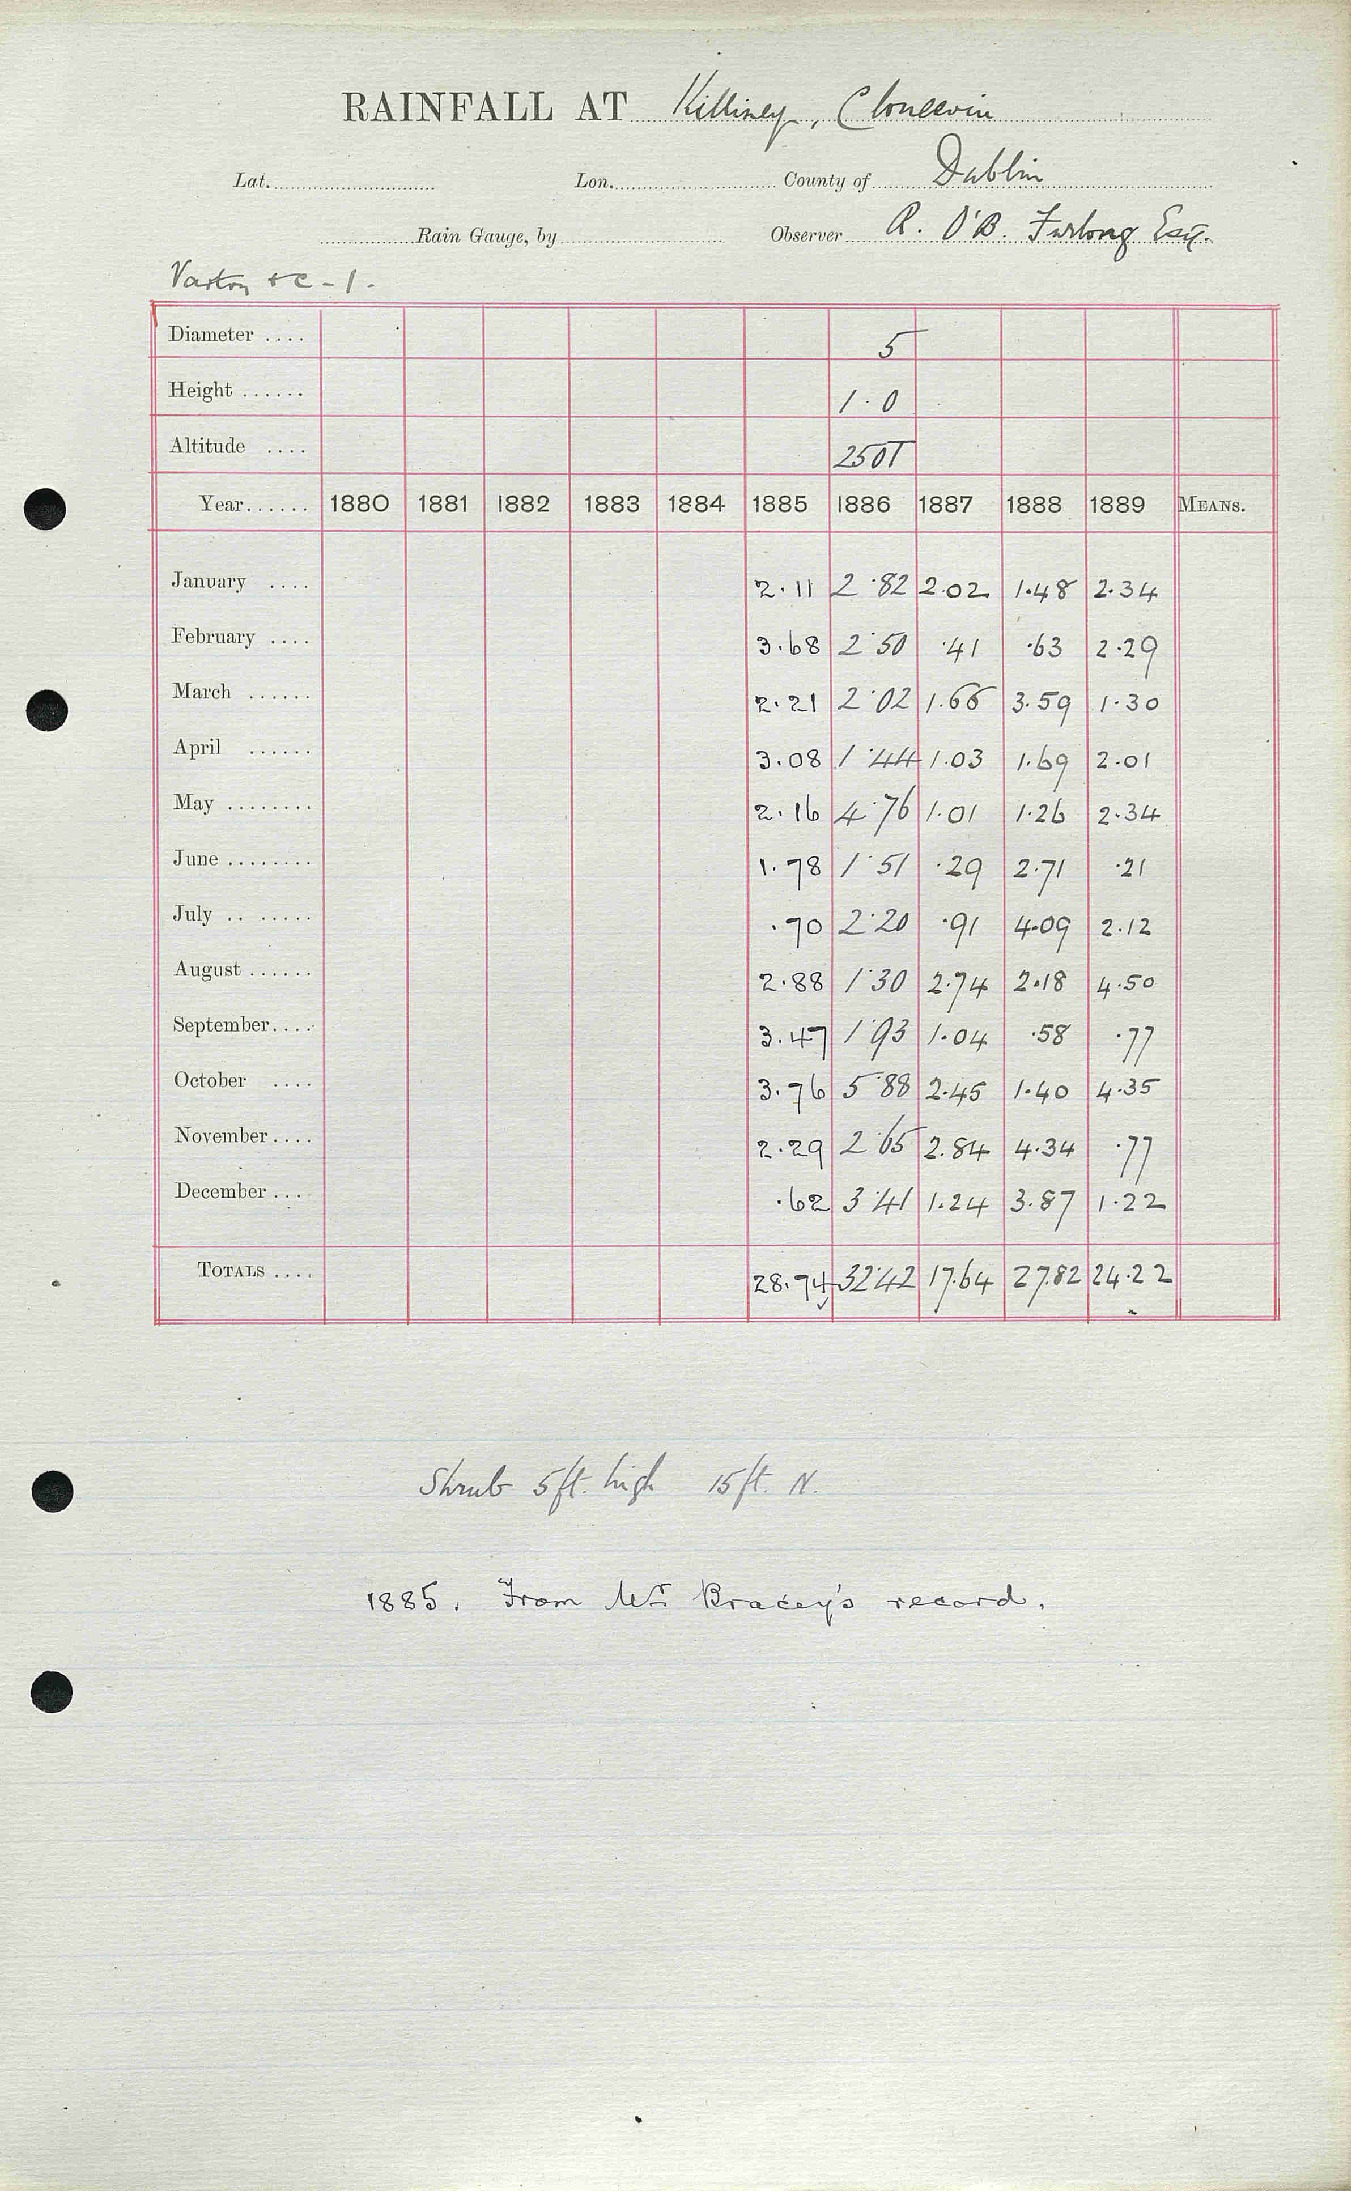 RAINFALL AT Killiney, Cloneevin
Lat. Lon. County of Dublin
Rain Gauge, by Observer R. O'B. Furlong Esq.
Vartry &c - 1.
Diameter .... 5
Height ...... 1.0
Altitude .... 250T
Year...... 1880 1881 1882 1883 1884 1885 1886 1887 1888 1889 MEANS.
January .... 2.11 2.82 2.02 1.48 2.34
February .... 3.68 2.50 .41 .63 2.29
March ...... 2.21 2.02 1.66 3.59 1.30
April ...... 3.08 1.44 1.03 1.69 2.01
May ........ 2.16 4.76 1.01 1.26 2.34
June ........ 1.78 1.51 .29 2.71 .21
July .. ..... .70 2.20 .91 4.09 2.12
August ...... 2.88 1.30 2.74 2.18 4.50
September.... 3.47 1.93 1.04 .58 .77
October .... 3.76 5.88 2.45 1.40 4.35
November .... 2.29 2.65 2.84 4.34 .77
December ... .62 3.41 1.24 3.87 1.22
TOTALS .... 28.74 32.42 17.64 27.82 24.22
Shrub 5ft. high 15ft. N.
1885. From Mr Bracey's record.